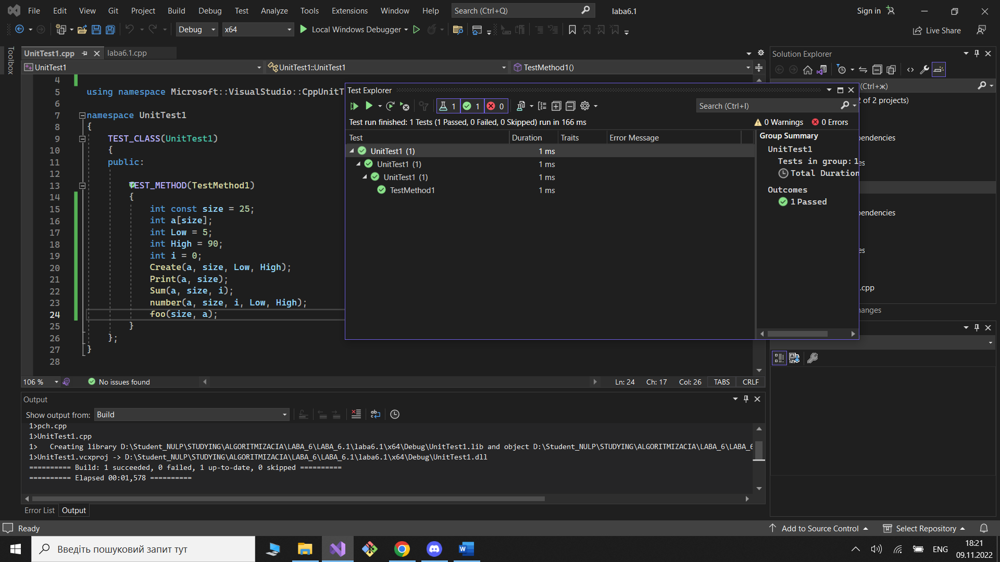 File Edit View Git Project Build Debug Test Analyze Tools Extensions Window Help Search (Ctrl+Q) laba6.1 Sign in
Debug x64 Local Windows Debugger Live Share
Toolbox
UnitTest1.cpp laba6.1.cpp
UnitTest1 UnitTest1::UnitTest1 TestMethod1()
4
5 using namespace Microsoft::VisualStudio::CppUnitT
6
7 namespace UnitTest1
8 {
9 TEST_CLASS(UnitTest1)
10 {
11 public:
12
13 TEST_METHOD(TestMethod1)
14 {
15 int const size = 25;
16 int a[size];
17 int Low = 5;
18 int High = 90;
19 int i = 0;
20 Create(a, size, Low, High);
21 Print(a, size);
22 Sum(a, size, i);
23 number(a, size, i, Low, High);
24 foo(size, a);
25 }
26 };
27 }
28
106 % No issues found Ln: 24 Ch: 17 Col: 26 TABS CRLF
Test Explorer
1 1 0 Search (Ctrl+I)
Test run finished: 1 Tests (1 Passed, 0 Failed, 0 Skipped) run in 166 ms 0 Warnings 0 Errors
Test Duration Traits Error Message
UnitTest1 (1) 1 ms
UnitTest1 (1) 1 ms
UnitTest1 (1) 1 ms
TestMethod1 1 ms
Group Summary
UnitTest1
Tests in group: 1
Total Duration
Outcomes
1 Passed
Solution Explorer
(Ctrl+ж)
of 2 projects)
pendencies
es
pendencies
es
.cpp
hanges
Output
Show output from: Build
1>pch.cpp
1>UnitTest1.cpp
1> Creating library D:\Student_NULP\STUDYING\ALGORITMIZACIA\LABA_6\LABA_6.1\laba6.1\x64\Debug\UnitTest1.lib and object D:\Student_NULP\STUDYING\ALGORITMIZACIA\LABA_6\LABA_6
1>UnitTest1.vcxproj -> D:\Student_NULP\STUDYING\ALGORITMIZACIA\LABA_6\LABA_6.1\laba6.1\x64\Debug\UnitTest1.dll
========== Build: 1 succeeded, 0 failed, 1 up-to-date, 0 skipped ==========
========== Elapsed 00:01,578 ==========
Error List Output
Ready Add to Source Control Select Repository
Введіть пошуковий запит тут ENG 18:21
09.11.2022